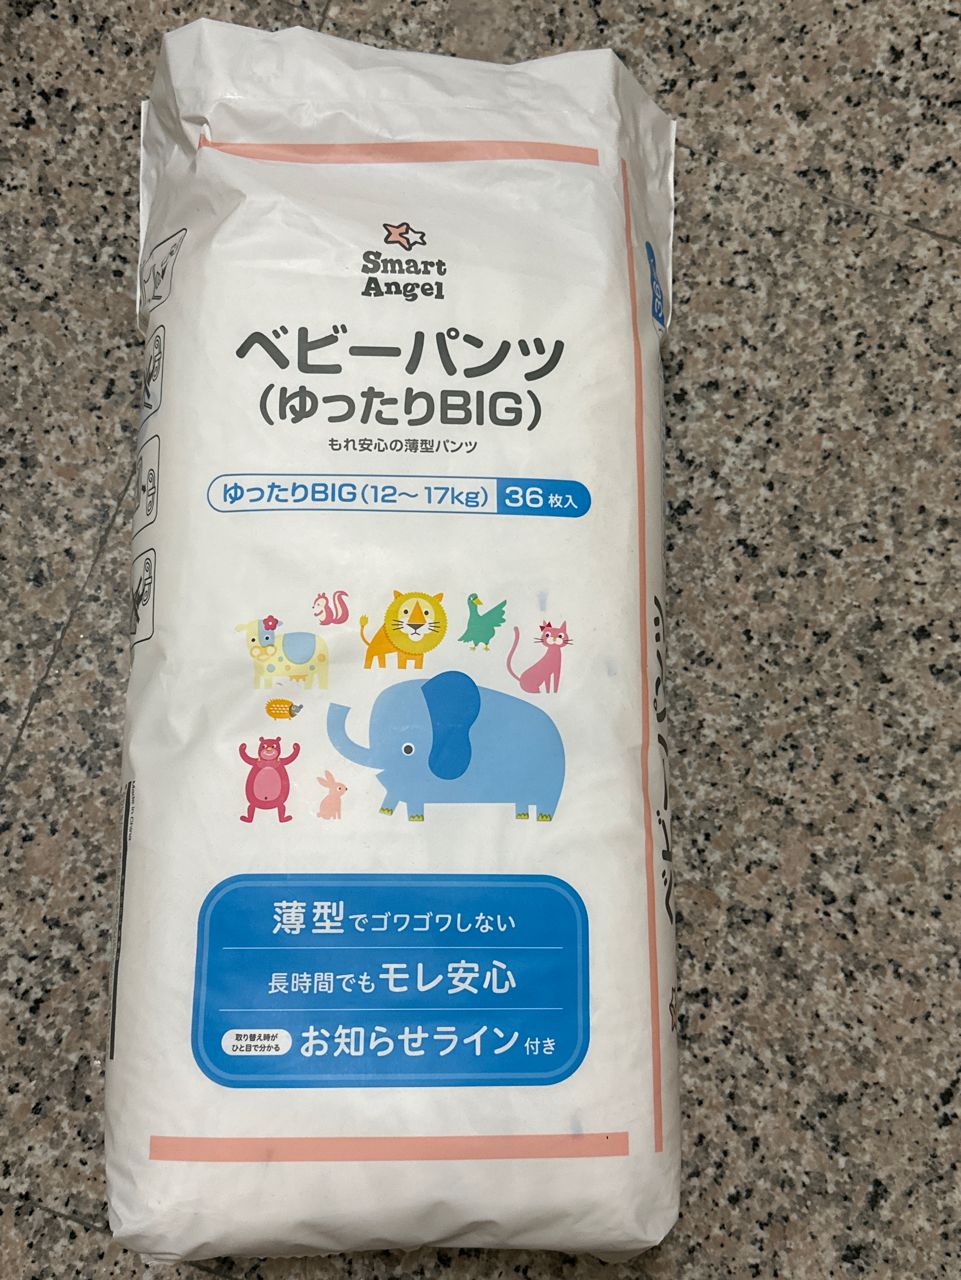 Smart
Angel
ベビーパンツ
(ゆったりBIG)
もれ安心の薄型パンツ
ゆったりBIG(12～17kg) 36枚入
薄型でゴワゴワしない
長時間でもモレ安心
取り替え時が
ひと目で分かる
お知らせライン付き
Made in China